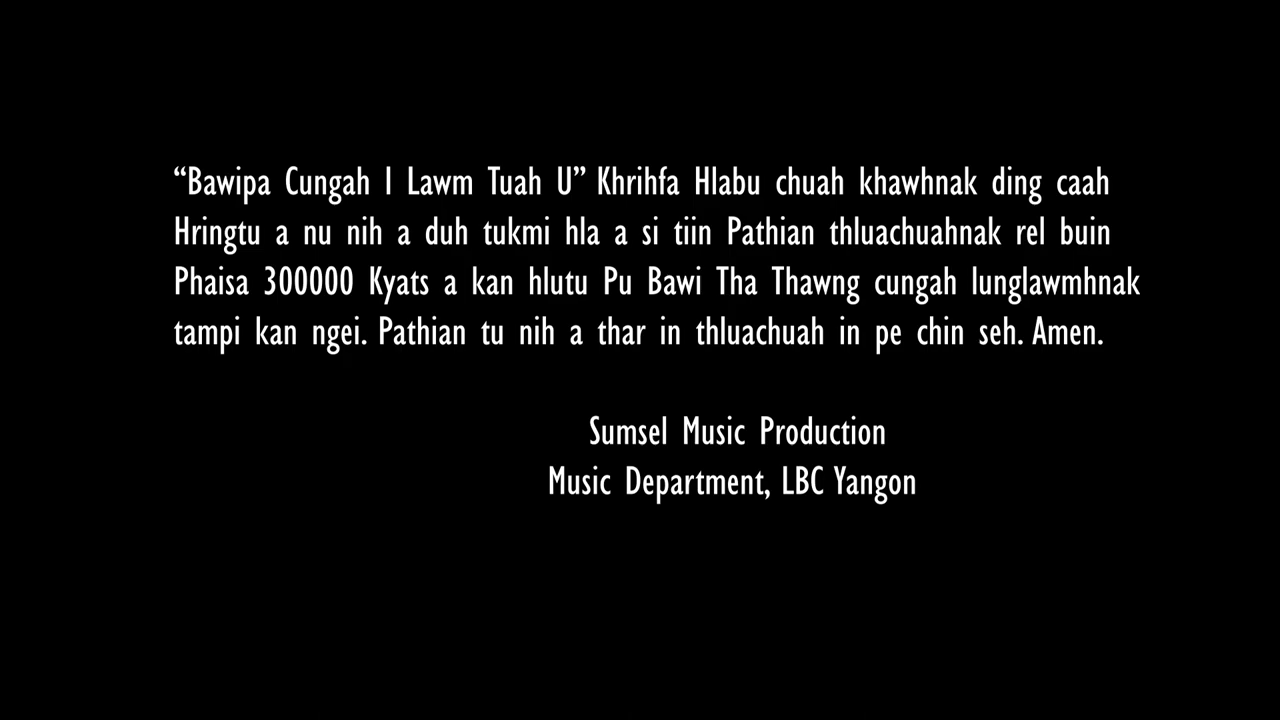 “Bawipa Cungah I Lawm Tuah U” Khrihfa Hlabu chuah khawhnak ding caah
Hringtu a nu nih a duh tukmi hla a si tiin Pathian thluachuahnak rel buin
Phaisa 300000 Kyats a kan hlutu Pu Bawi Tha Thawng cungah lunglawmhnak
tampi kan ngei. Pathian tu nih a thar in thluachuah in pe chin seh. Amen.
Sumsel Music Production
Music Department, LBC Yangon